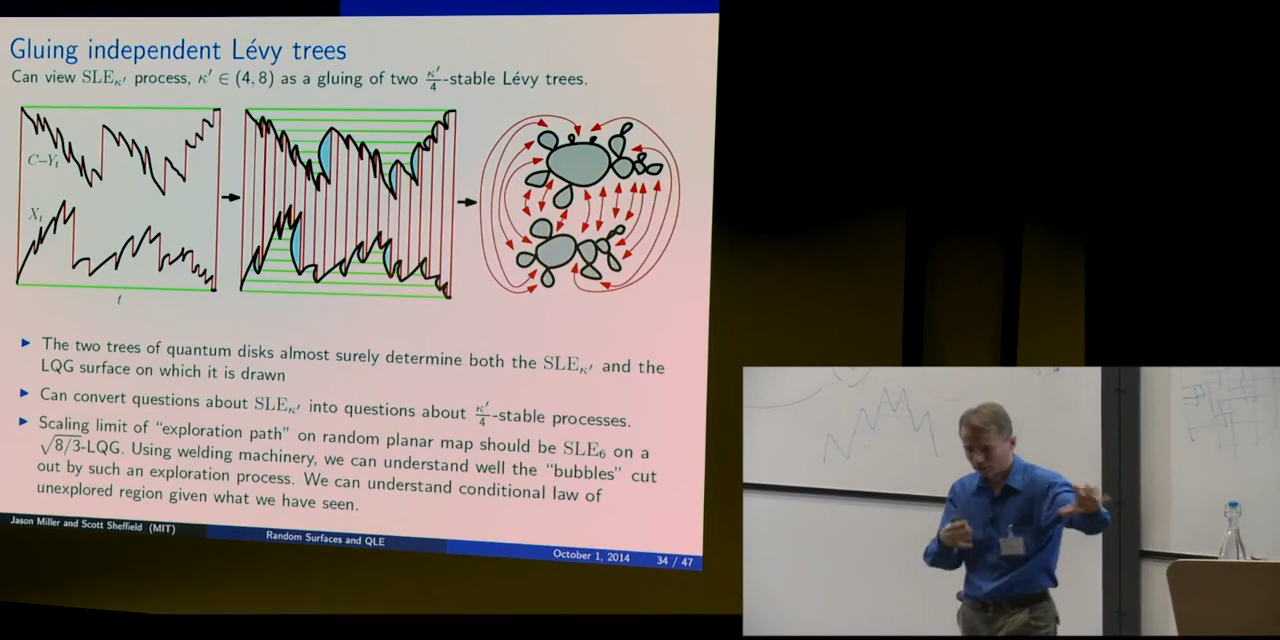 Gluing independent Lévy trees
Can view SLE_κ′ process, κ′ ∈ (4, 8) as a gluing of two κ′/4-stable Lévy trees.
C−Y_t
X_t
t
▶ The two trees of quantum disks almost surely determine both the SLE_κ′ and the
LQG surface on which it is drawn
▶ Can convert questions about SLE_κ′ into questions about κ′/4-stable processes.
▶ Scaling limit of "exploration path" on random planar map should be SLE_6 on a
√8/3-LQG. Using welding machinery, we can understand well the "bubbles" cut
out by such an exploration process. We can understand conditional law of
unexplored region given what we have seen.
Jason Miller and Scott Sheffield (MIT)
Random Surfaces and QLE
October 1, 2014
34 / 47